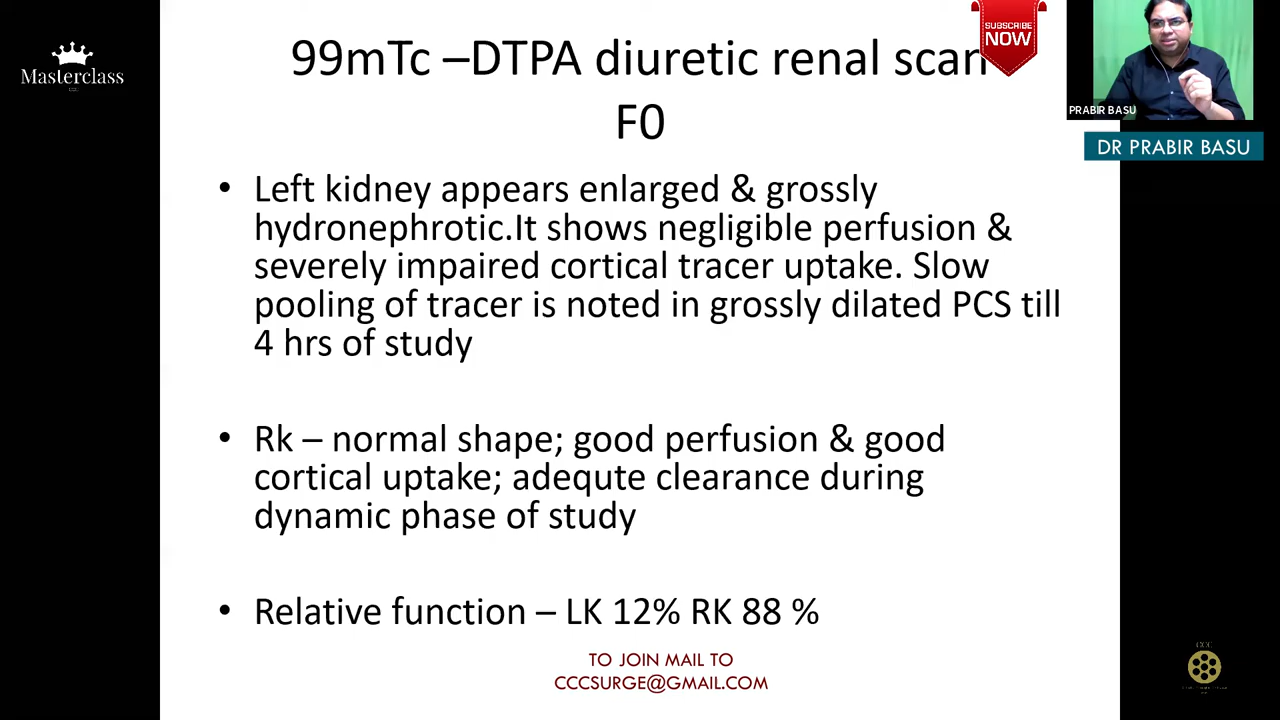 Masterclass
CCC
99mTc –DTPA diuretic renal scan
F0
SUBSCRIBE
NOW
PRABIR BASU
DR PRABIR BASU
• Left kidney appears enlarged & grossly
hydronephrotic.It shows negligible perfusion &
severely impaired cortical tracer uptake. Slow
pooling of tracer is noted in grossly dilated PCS till
4 hrs of study
• Rk – normal shape; good perfusion & good
cortical uptake; adequte clearance during
dynamic phase of study
• Relative function – LK 12% RK 88 %
TO JOIN MAIL TO
CCCSURGE@GMAIL.COM
CCC